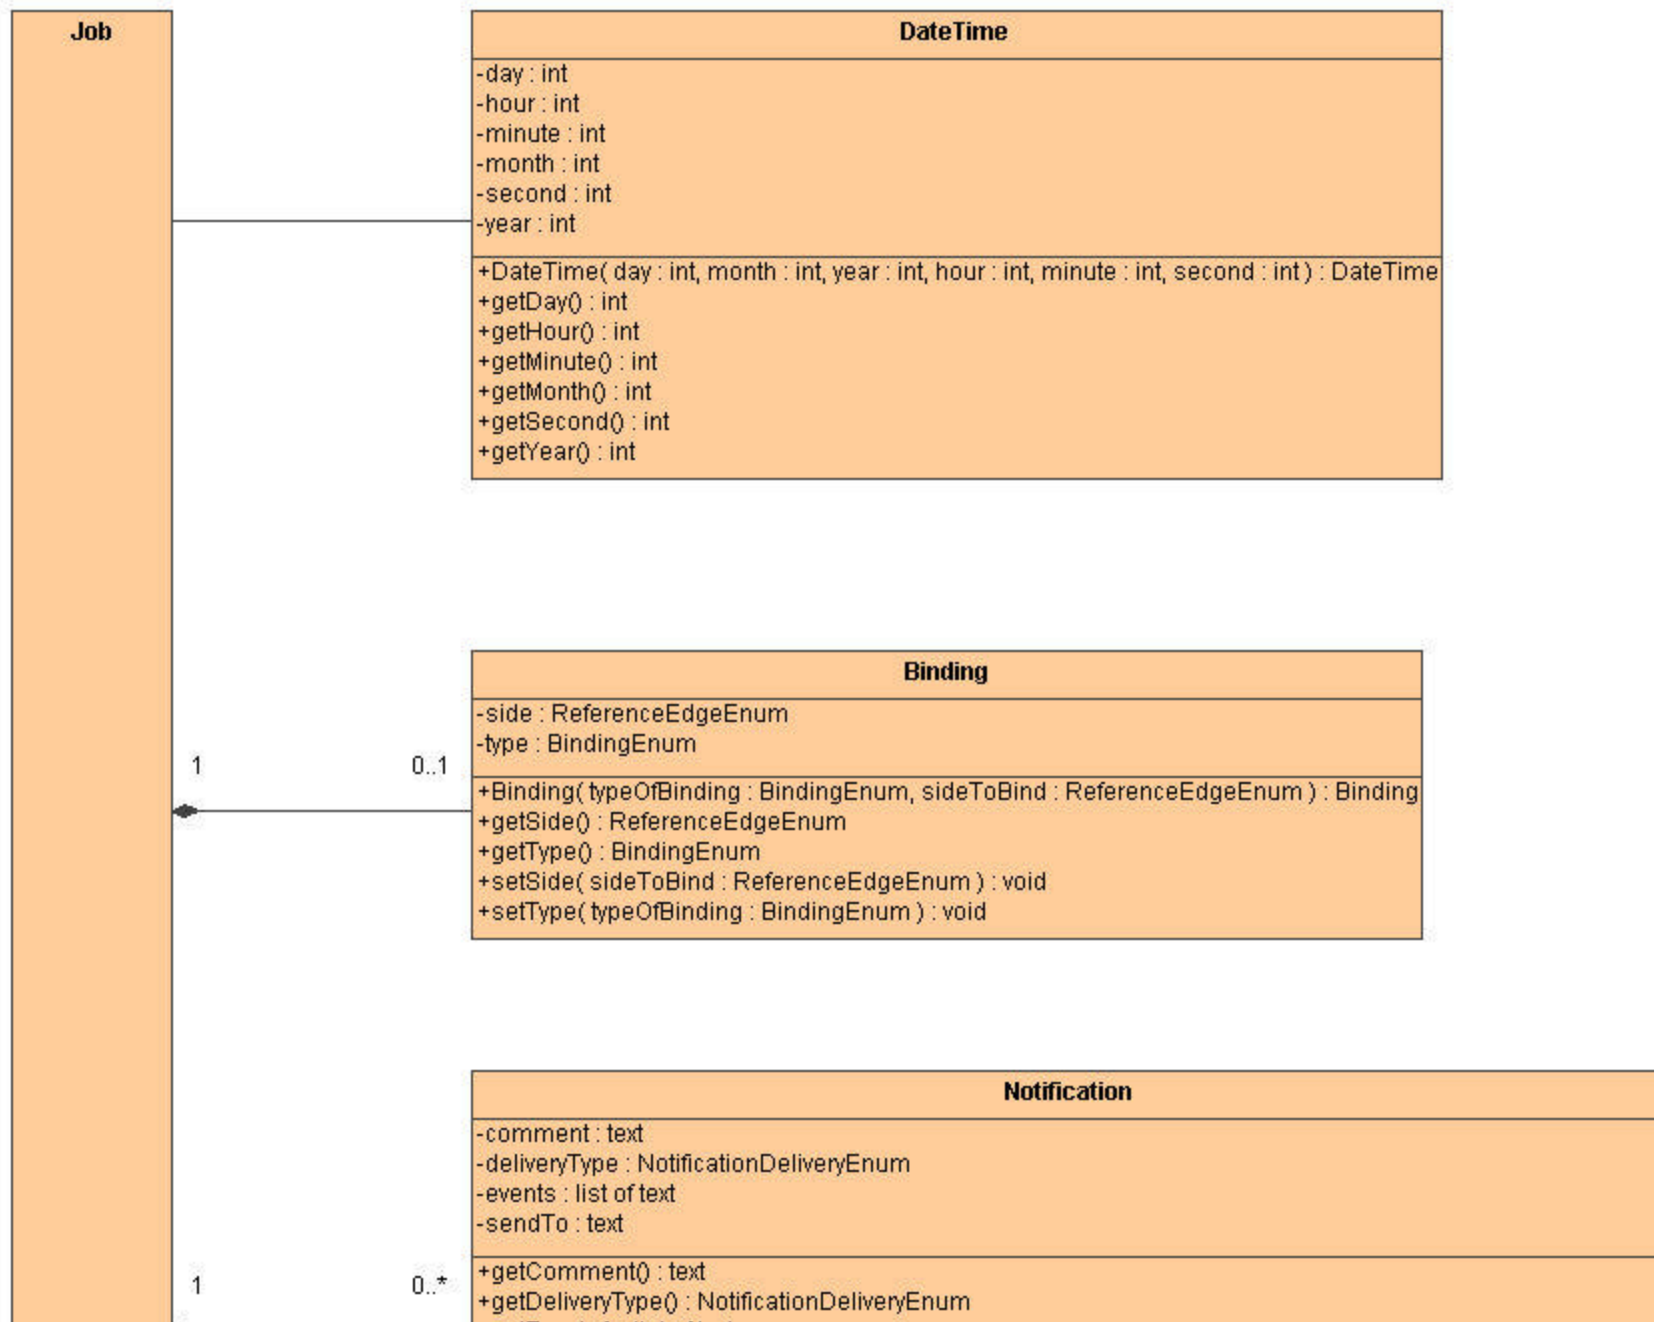 Job
DateTime
-day : int
-hour : int
-minute : int
-month : int
-second : int
-year : int
+DateTime( day : int, month : int, year : int, hour : int, minute : int, second : int ) : DateTime
+getDay() : int
+getHour() : int
+getMinute() : int
+getMonth() : int
+getSecond() : int
+getYear() : int
Binding
-side : ReferenceEdgeEnum
-type : BindingEnum
1 0..1
+Binding( typeOfBinding : BindingEnum, sideToBind : ReferenceEdgeEnum ) : Binding
+getSide() : ReferenceEdgeEnum
+getType() : BindingEnum
+setSide( sideToBind : ReferenceEdgeEnum ) : void
+setType( typeOfBinding : BindingEnum ) : void
Notification
-comment : text
-deliveryType : NotificationDeliveryEnum
-events : list of text
-sendTo : text
1 0..*
+getComment() : text
+getDeliveryType() : NotificationDeliveryEnum